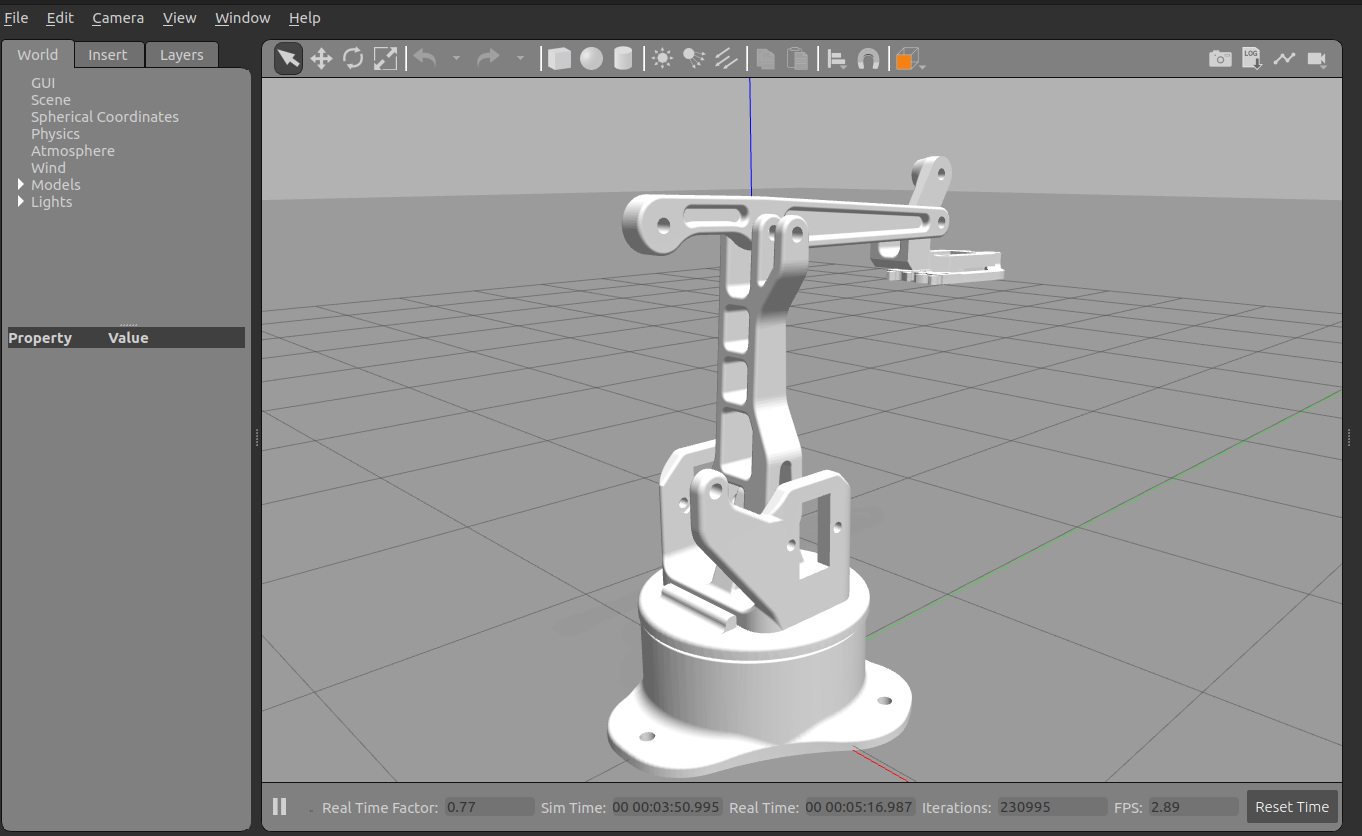 File Edit Camera View Window Help
World Insert Layers
LOG
GUI
Scene
Spherical Coordinates
Physics
Atmosphere
Wind
Models
Lights
Property Value
Real Time Factor: 0.77 Sim Time: 00 00:03:50.995 Real Time: 00 00:05:16.987 Iterations: 230995 FPS: 2.89 Reset Time